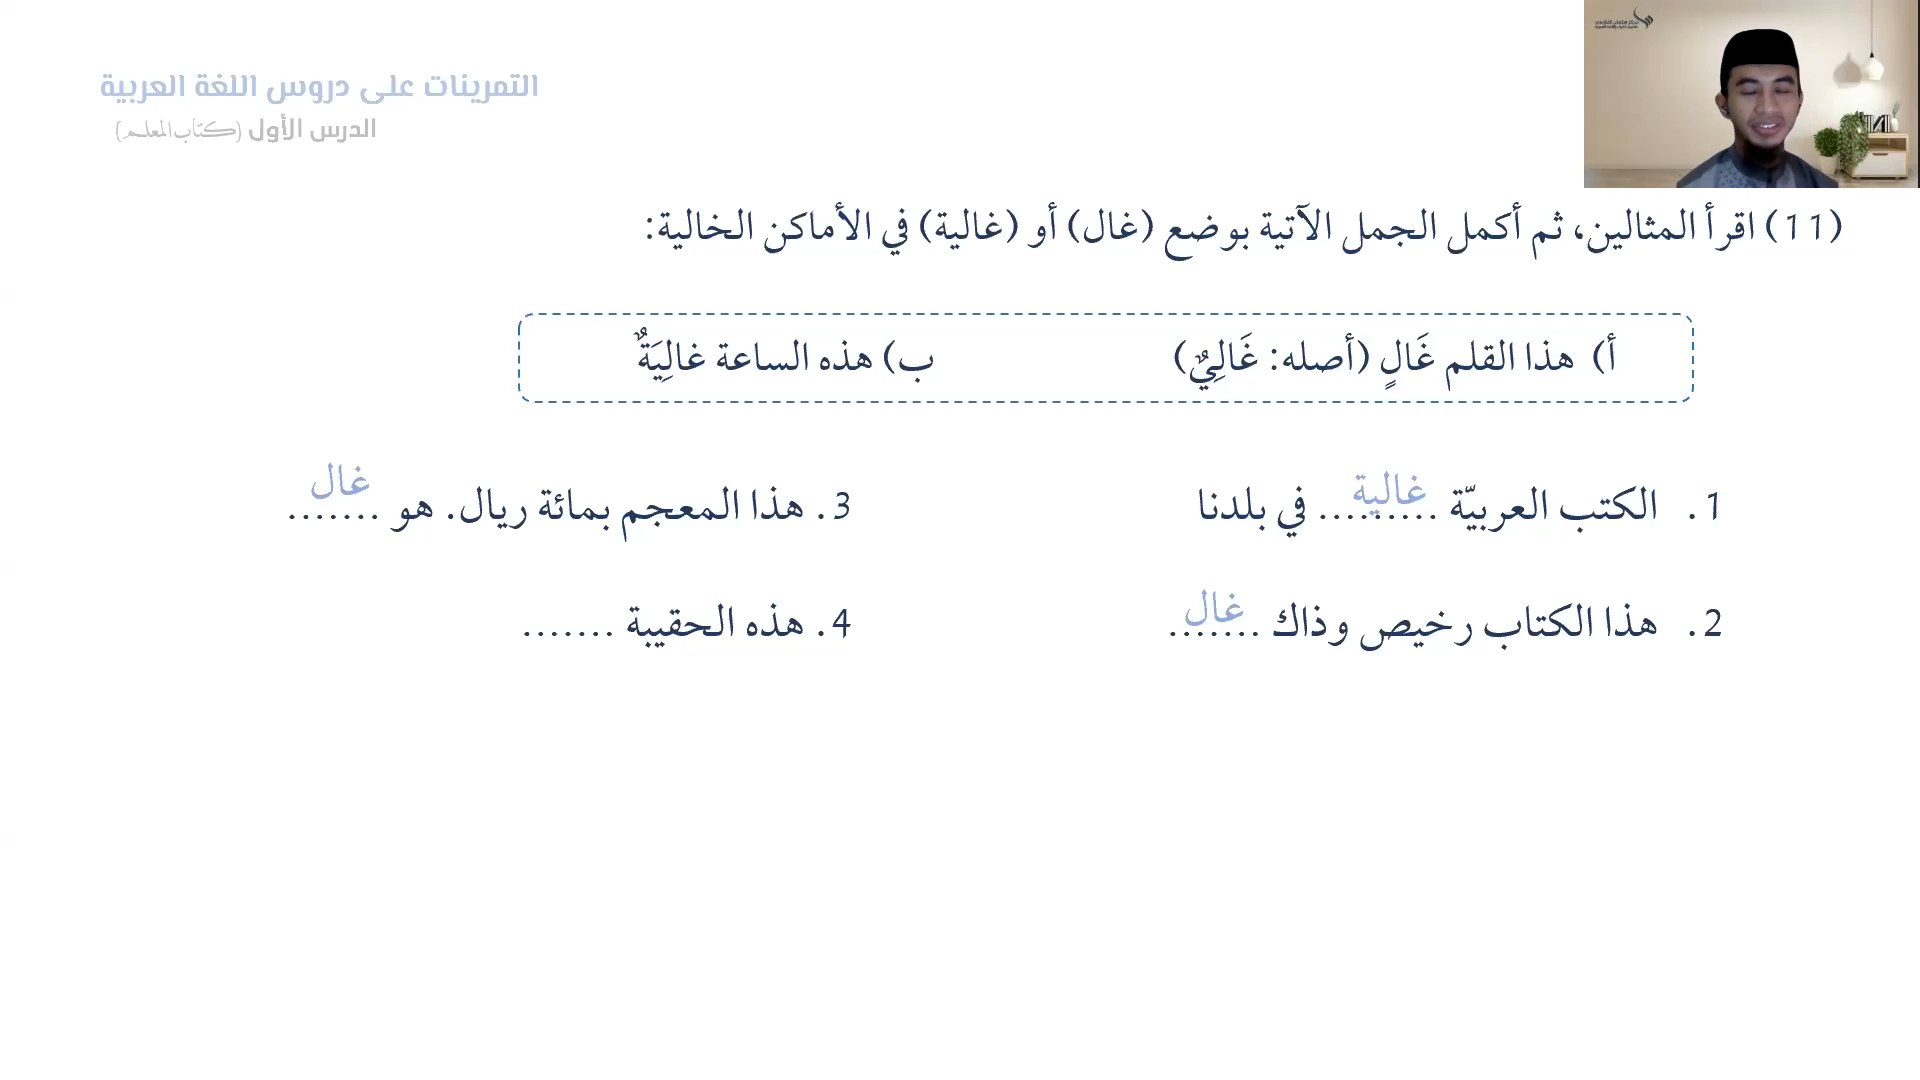 التمرينات على دروس اللغة العربية
الدرس الأول (كتاب المعلم)
(11) اقرأ المثالين، ثم أكمل الجمل الآتية بوضع (غال) أو (غالية) في الأماكن الخالية:
أ) هذا القلم غَالٍ (أصله: غَالِيٌ) ب) هذه الساعة غالِيَةٌ
1. الكتب العربيّة ......... في بلدنا
غالية
2. هذا الكتاب رخيص وذاك .......
غال
3. هذا المعجم بمائة ريال. هو .......
غال
4. هذه الحقيبة .......